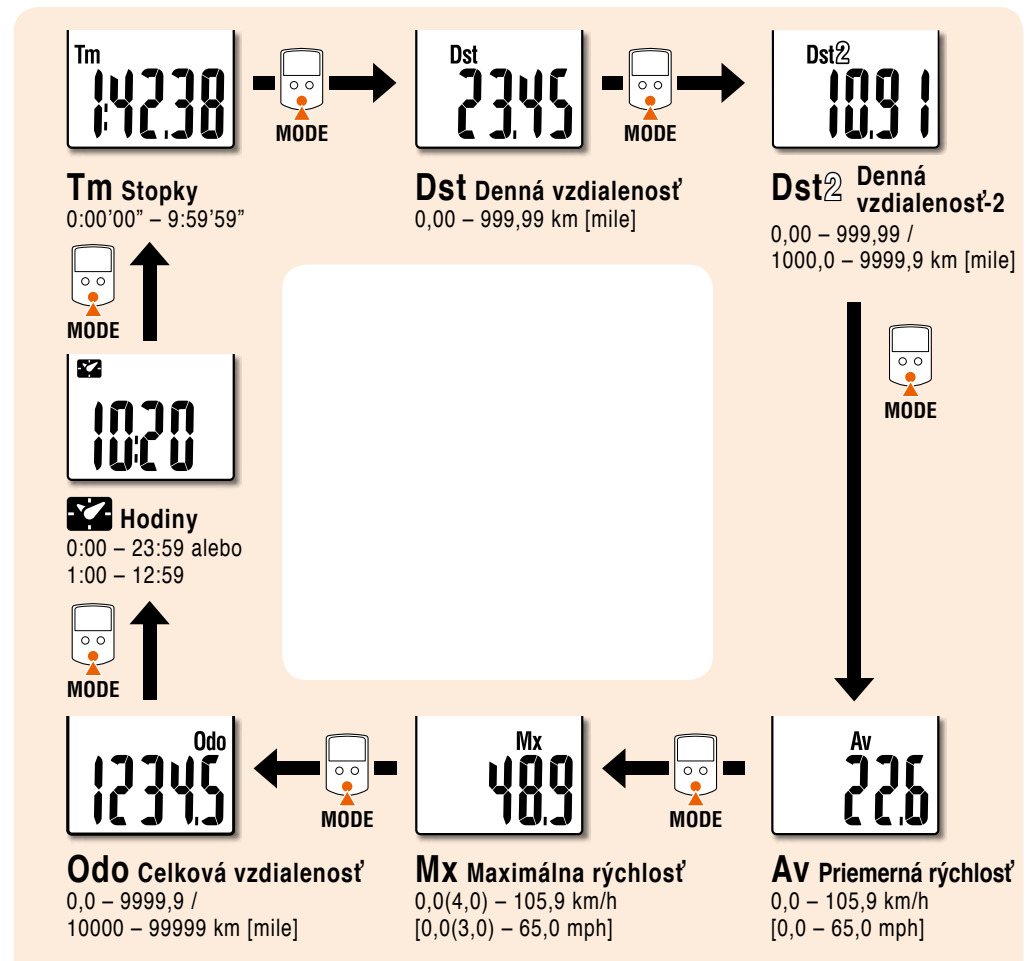 Tm
1:42.38
MODE
Dst
23.45
MODE
Dst2
10.91
Tm Stopky
0:00’00” – 9:59’59”
Dst Denná vzdialenosť
0,00 – 999,99 km [mile]
Dst2 Denná
vzdialenosť-2
0,00 – 999,99 /
1000,0 – 9999,9 km [mile]
MODE
MODE
10:20
Hodiny
0:00 – 23:59 alebo
1:00 – 12:59
MODE
Odo
1234.5
MODE
Mx
48.9
MODE
Av
22.6
Odo Celková vzdialenosť
0,0 – 9999,9 /
10000 – 99999 km [mile]
Mx Maximálna rýchlosť
0,0(4,0) – 105,9 km/h
[0,0(3,0) – 65,0 mph]
Av Priemerná rýchlosť
0,0 – 105,9 km/h
[0,0 – 65,0 mph]